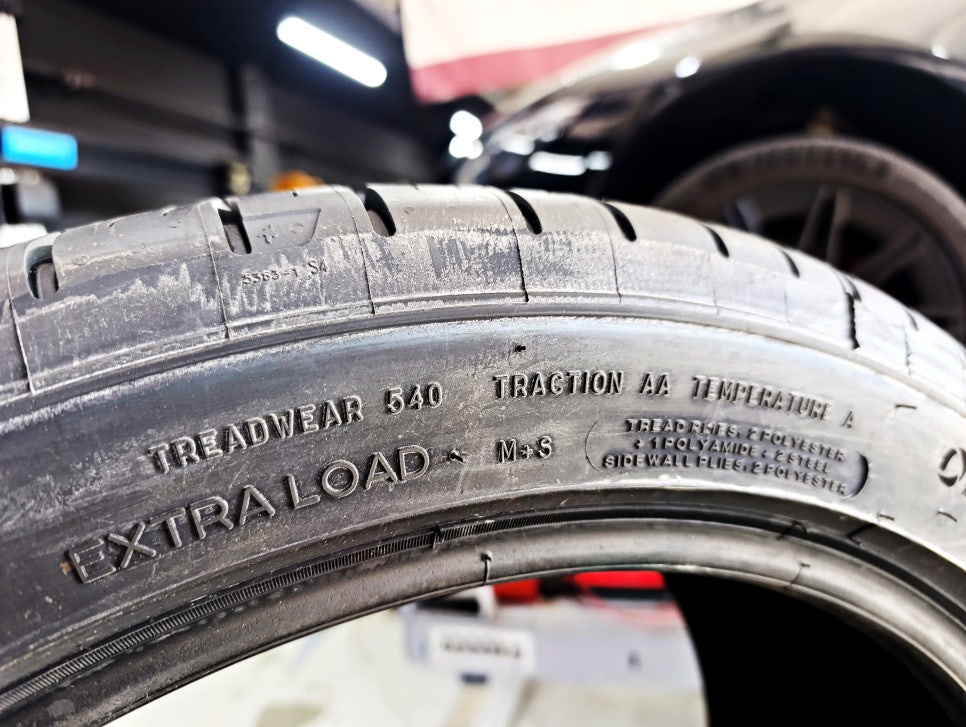 5363-1 S4
TREADWEAR 540 TRACTION AA TEMPERATURE A
EXTRA LOAD M+S
TREAD PLIES: 2 POLYESTER
+ 1 POLYAMIDE + 2 STEEL
SIDEWALL PLIES: 2 POLYESTER